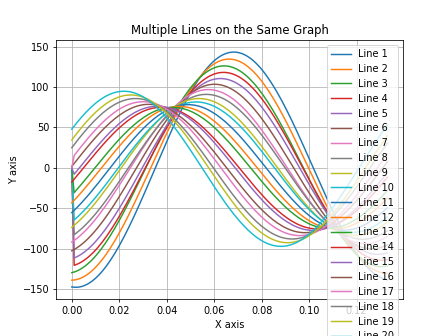 Multiple Lines on the Same Graph
Y axis
150
100
50
0
−50
−100
−150
0.00
0.02
0.04
0.06
0.08
0.10
X axis
Line 1
Line 2
Line 3
Line 4
Line 5
Line 6
Line 7
Line 8
Line 9
Line 10
Line 11
Line 12
Line 13
Line 14
Line 15
Line 16
Line 17
Line 18
Line 19
Line 20